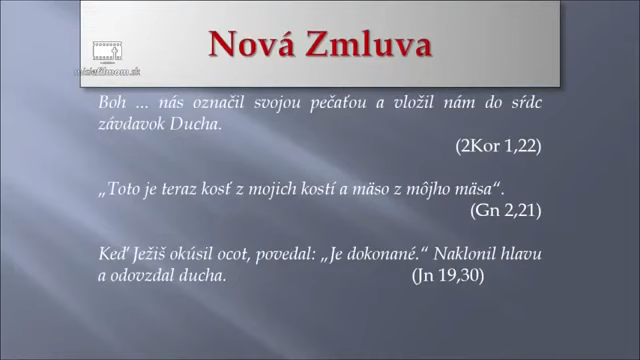 Nová Zmluva
Boh ... nás označil svojou pečaťou a vložil nám do sŕdc
závdavok Ducha.
(2Kor 1,22)
„Toto je teraz kosť z mojich kostí a mäso z môjho mäsa“.
(Gn 2,21)
Keď Ježiš okúsil ocot, povedal: „Je dokonané.“ Naklonil hlavu
a odovzdal ducha. (Jn 19,30)